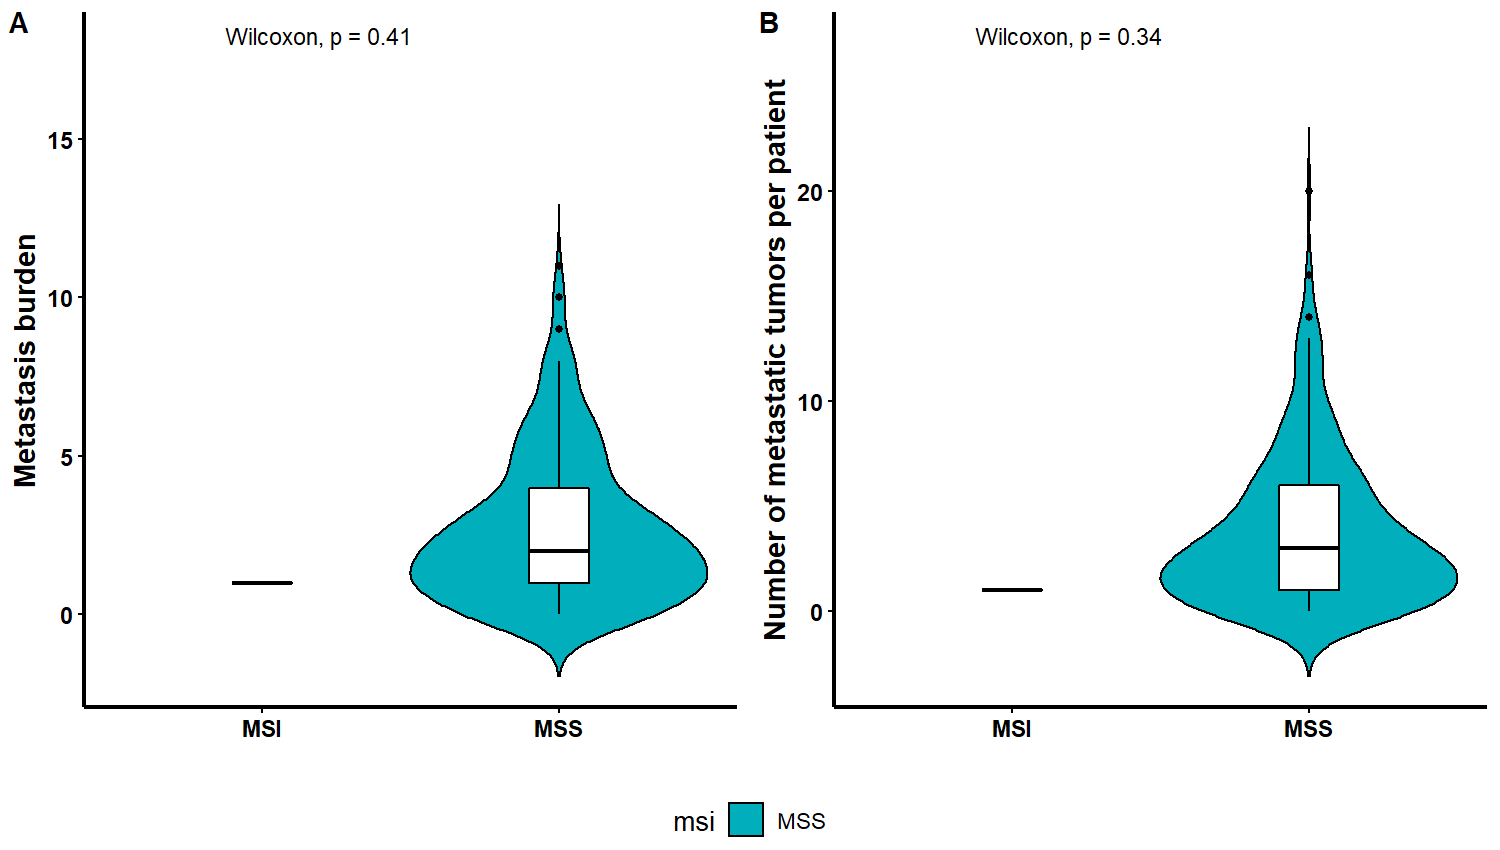 A
Wilcoxon, p = 0.41
Metastasis burden
15
10
5
0
MSI
MSS
B
Wilcoxon, p = 0.34
Number of metastatic tumors per patient
20
10
0
MSI
MSS
msi
MSS